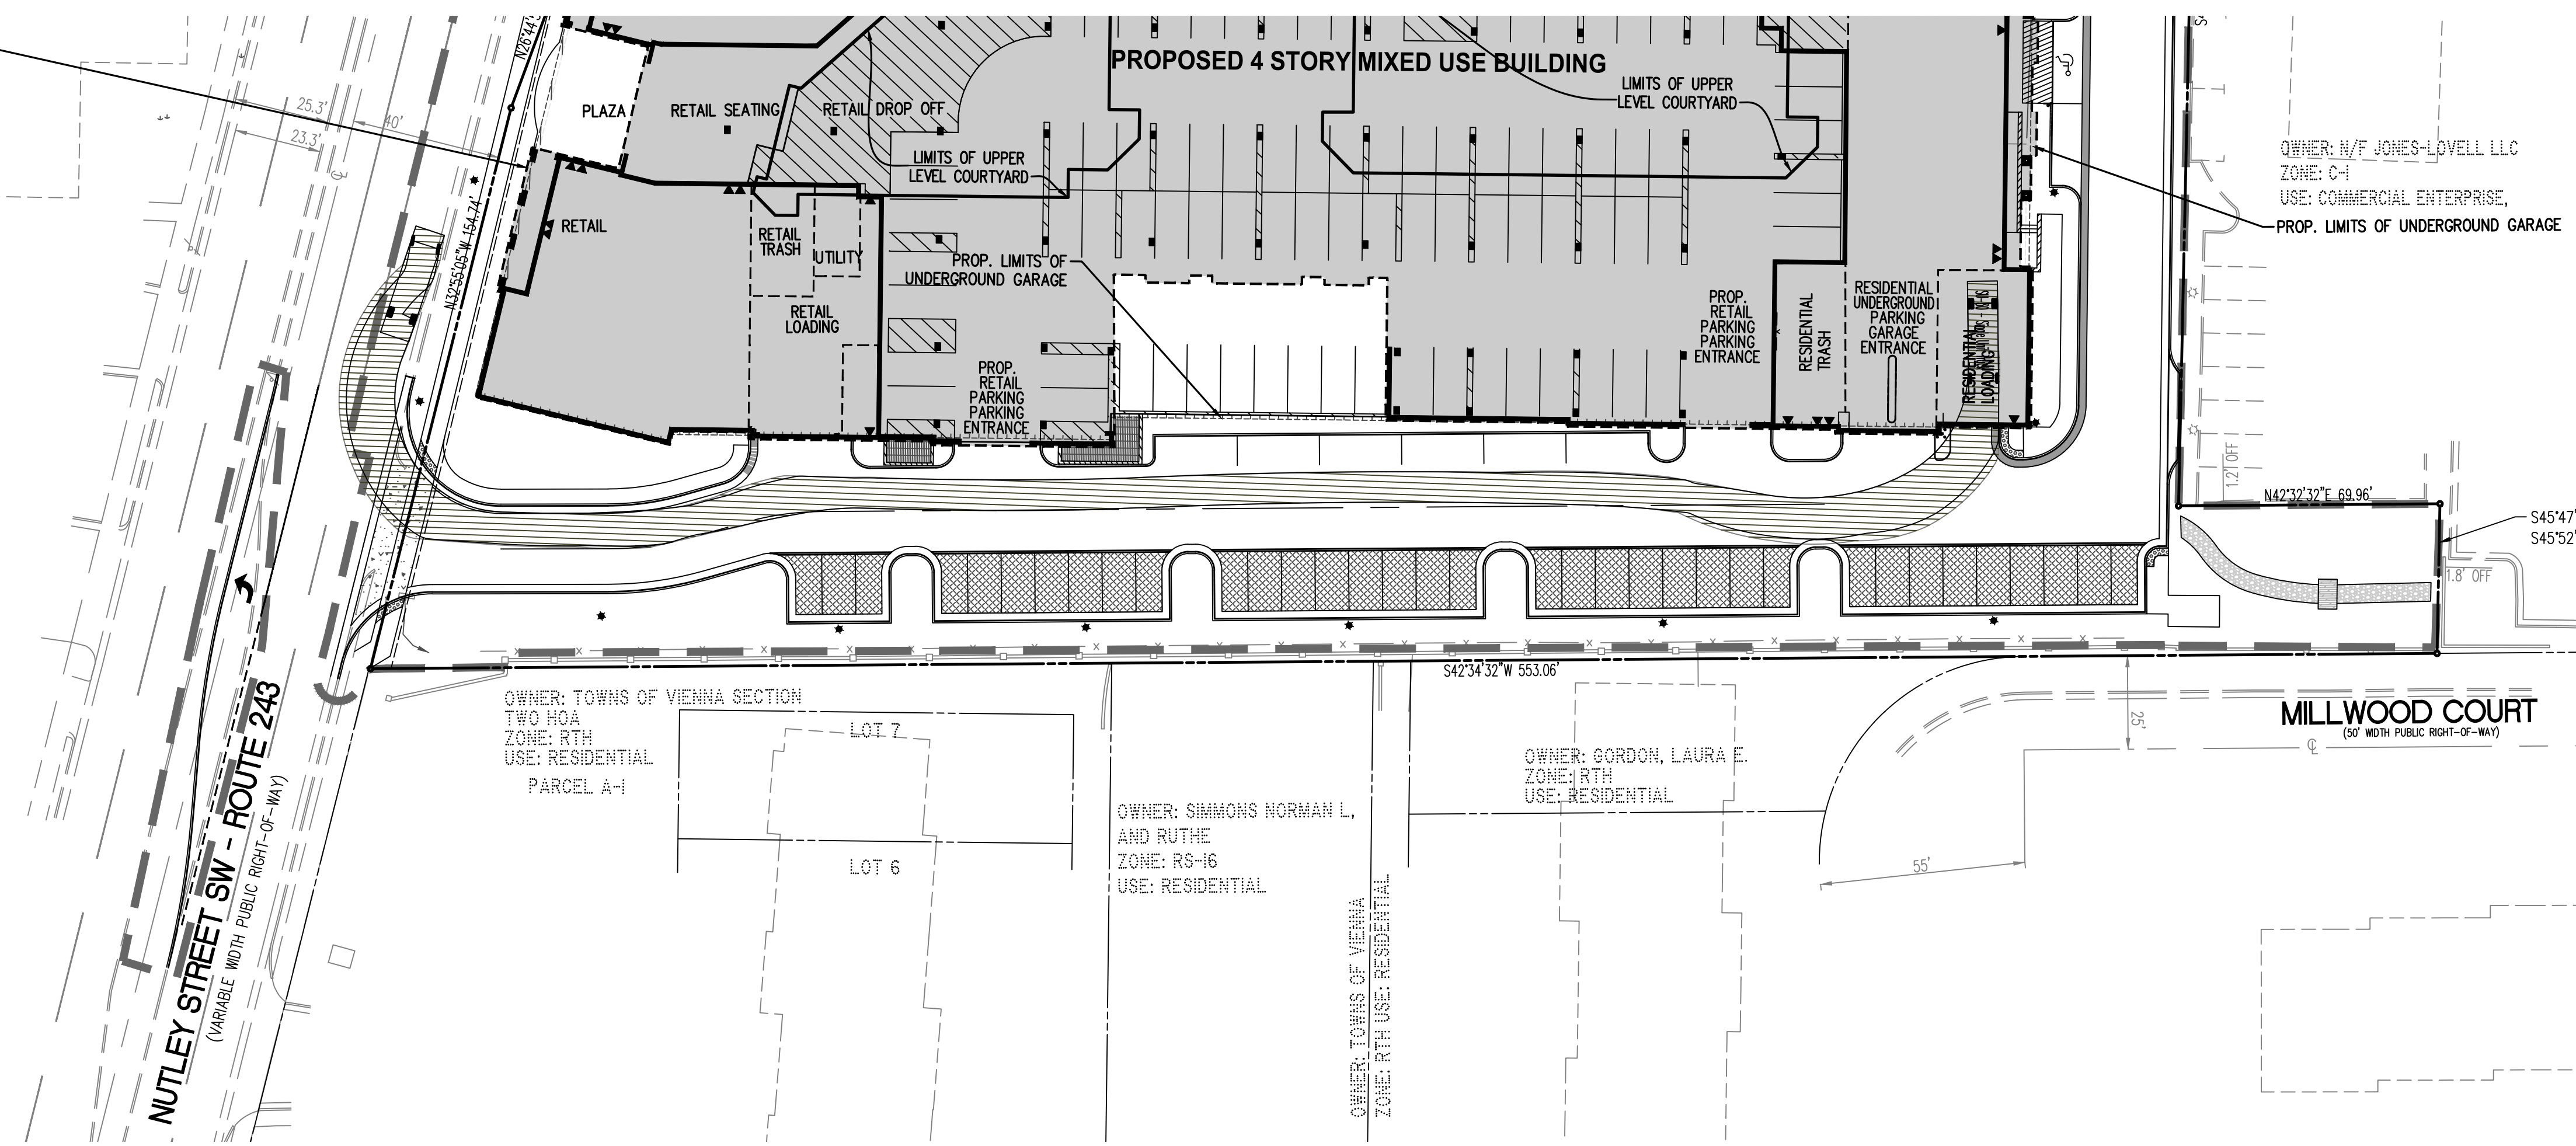 PROPOSED 4 STORY MIXED USE BUILDING
N26°44'
25.3'
23.3'
40'
℄
N32°55'05"W 154.74'
PLAZA
RETAIL SEATING
RETAIL DROP OFF
LIMITS OF UPPER
LEVEL COURTYARD
LIMITS OF UPPER
LEVEL COURTYARD
RETAIL
RETAIL
TRASH
UTILITY
RETAIL
LOADING
PROP. LIMITS OF
UNDERGROUND GARAGE
PROP.
RETAIL
PARKING
PARKING
ENTRANCE
PROP.
RETAIL
PARKING
PARKING
ENTRANCE
RESIDENTIAL
TRASH
RESIDENTIAL
UNDERGROUND
PARKING
GARAGE
ENTRANCE
RESIDENTIAL
LOADING
OWNER: N/F JONES-LOVELL LLC
ZONE: C-1
USE: COMMERCIAL ENTERPRISE,
PROP. LIMITS OF UNDERGROUND GARAGE
1.2' OFF
N42°32'32"E 69.96'
S45°47'
S45°52'
1.8' OFF
S42°34'32"W 553.06'
OWNER: TOWNS OF VIENNA SECTION
TWO HOA
ZONE: RTH
USE: RESIDENTIAL
PARCEL A-1
LOT 7
LOT 6
OWNER: SIMMONS NORMAN L.,
AND RUTHE
ZONE: RS-16
USE: RESIDENTIAL
OWNER: TOWNS OF VIENNA
ZONE: RTH USE: RESIDENTIAL
OWNER: GORDON, LAURA E.
ZONE: RTH
USE: RESIDENTIAL
55'
25'
MILLWOOD COURT
(50' WIDTH PUBLIC RIGHT-OF-WAY)
℄
NUTLEY STREET SW - ROUTE 243
(VARIABLE WIDTH PUBLIC RIGHT-OF-WAY)